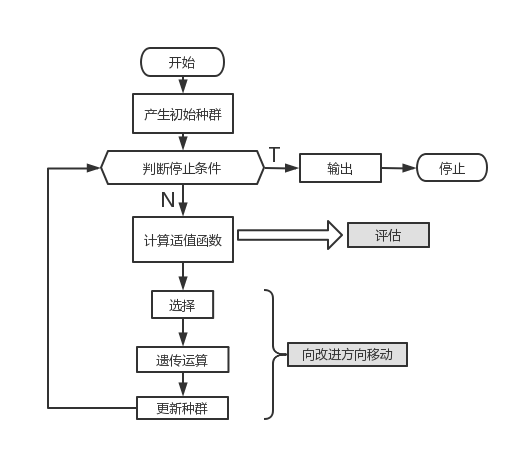 开始
产生初始种群
判断停止条件
T
输出
停止
N
计算适值函数
评估
选择
遗传运算
向改进方向移动
更新种群